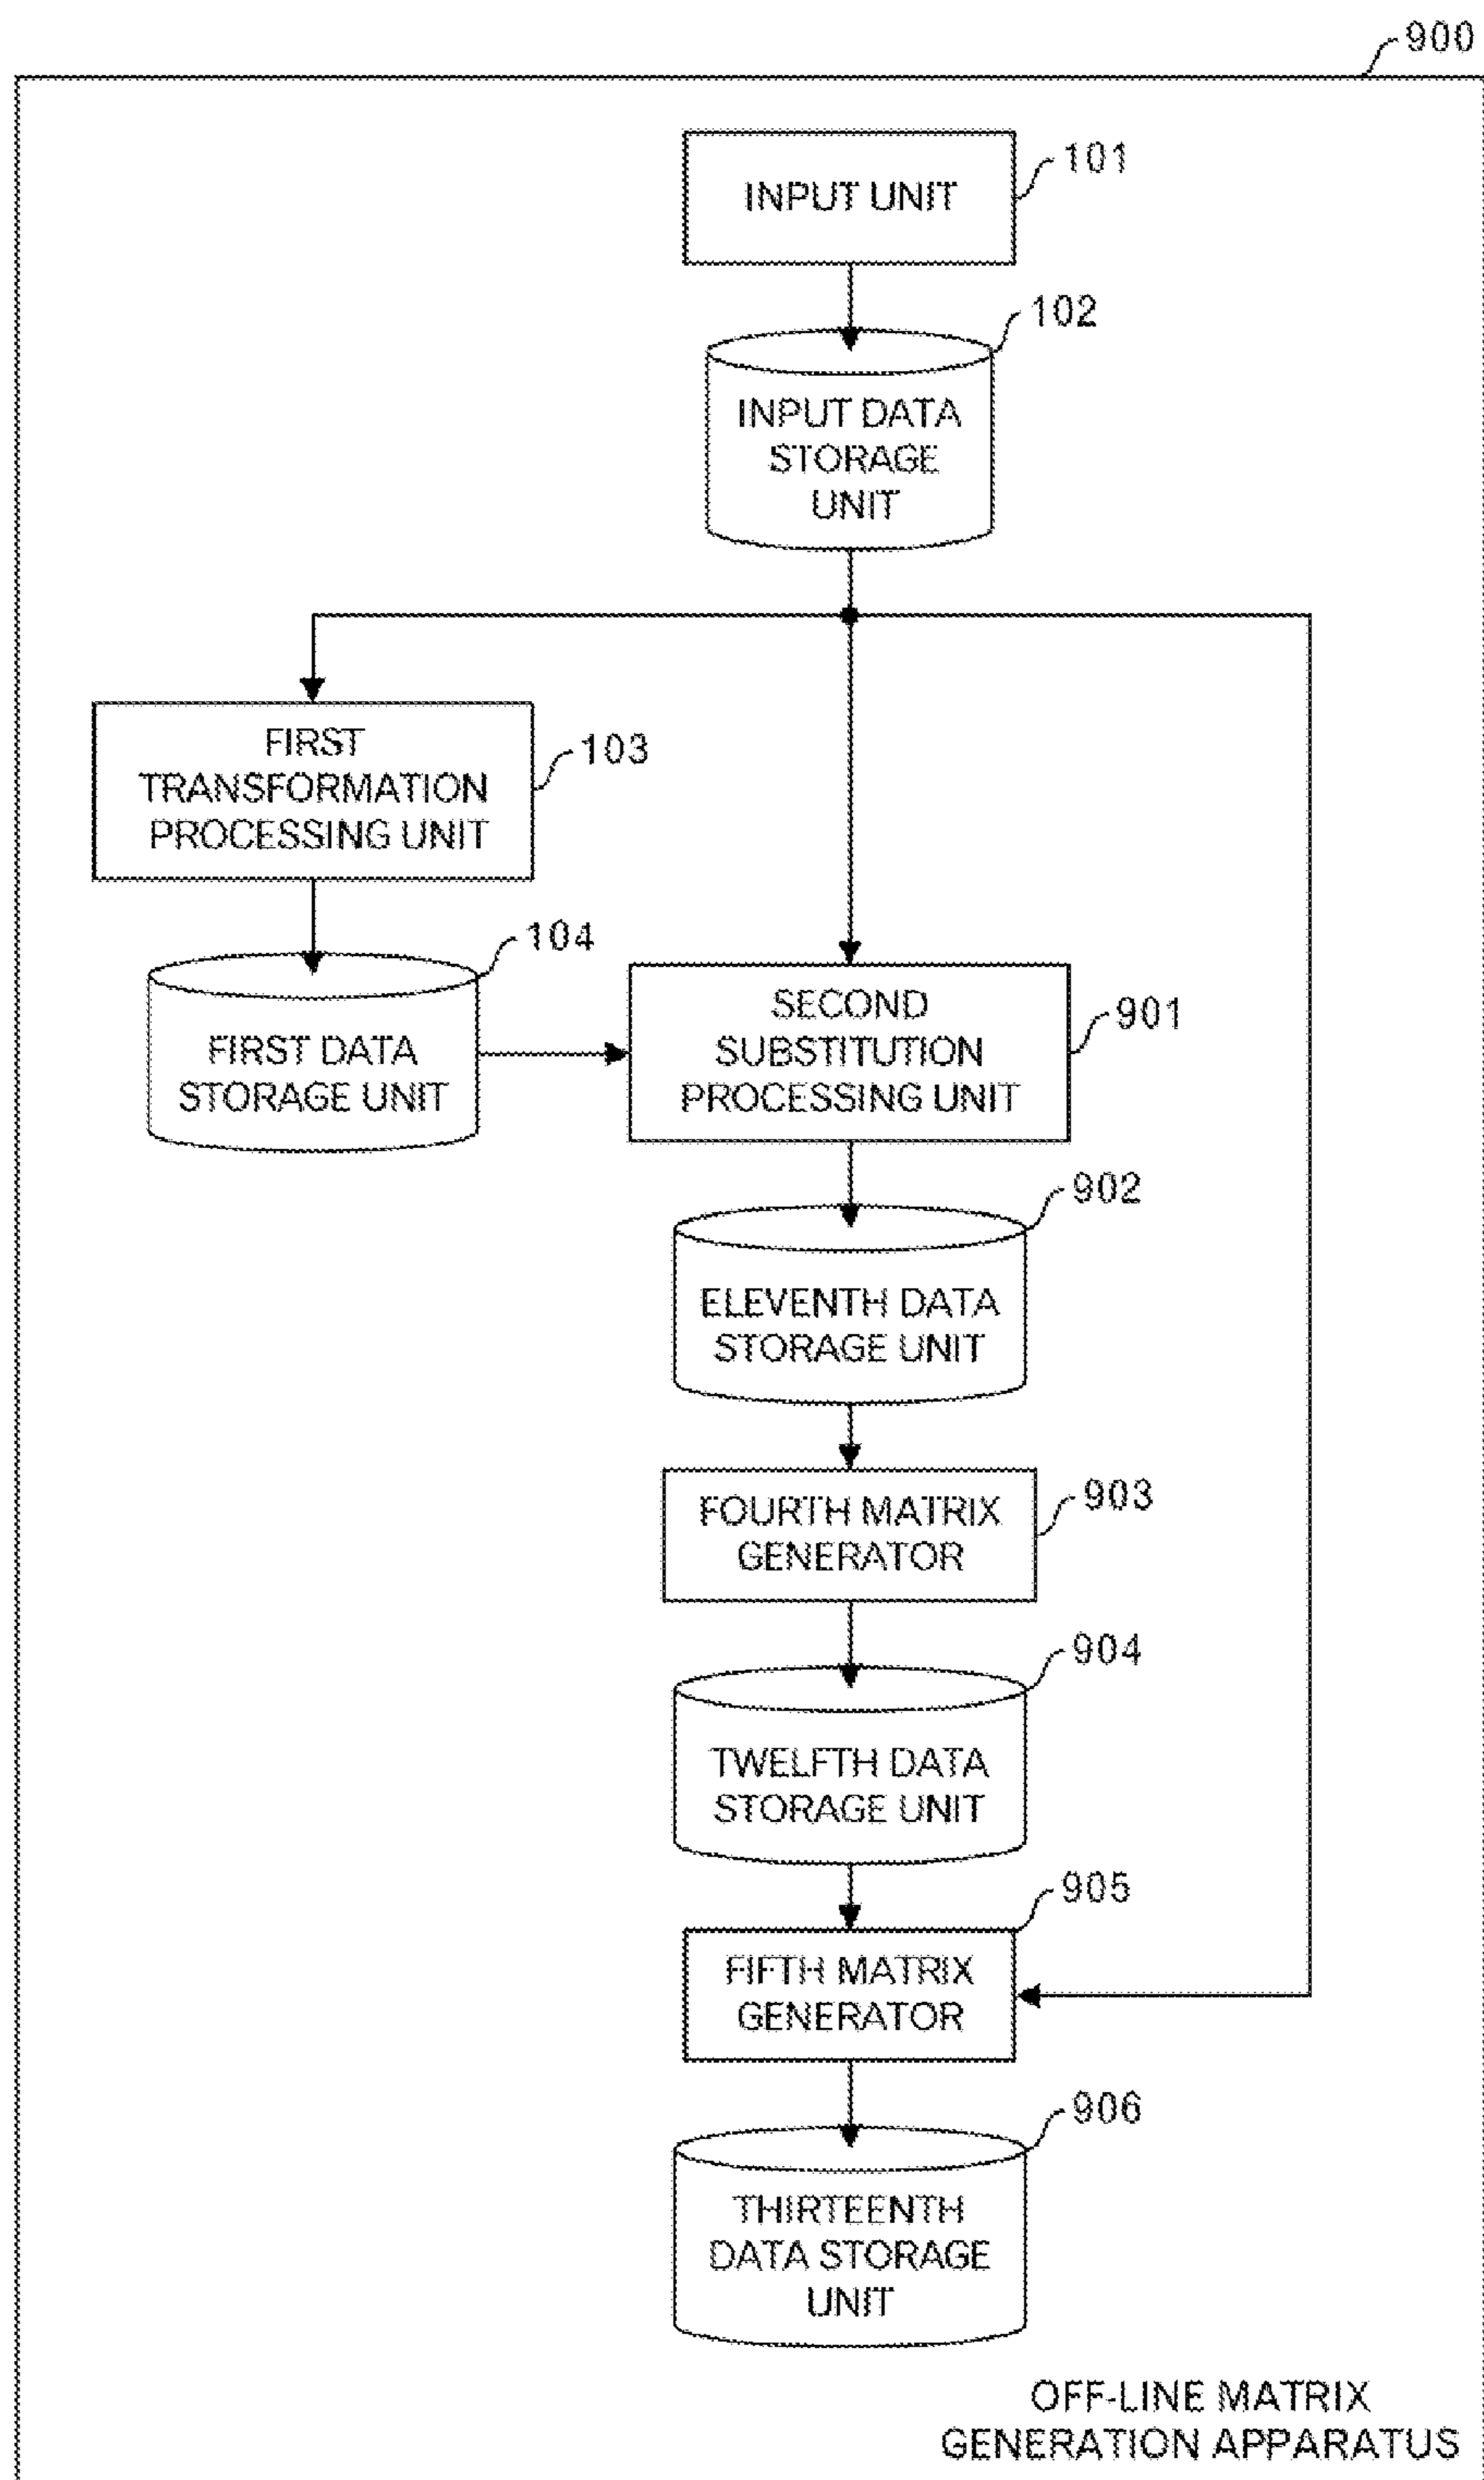 900
101
INPUT UNIT
102
INPUT DATA
STORAGE
UNIT
FIRST
TRANSFORMATION
PROCESSING UNIT
103
104
FIRST DATA
STORAGE UNIT
SECOND
SUBSTITUTION
PROCESSING UNIT
901
902
ELEVENTH DATA
STORAGE UNIT
FOURTH MATRIX
GENERATOR
903
904
TWELFTH DATA
STORAGE UNIT
905
FIFTH MATRIX
GENERATOR
906
THIRTEENTH
DATA STORAGE
UNIT
OFF-LINE MATRIX
GENERATION APPARATUS